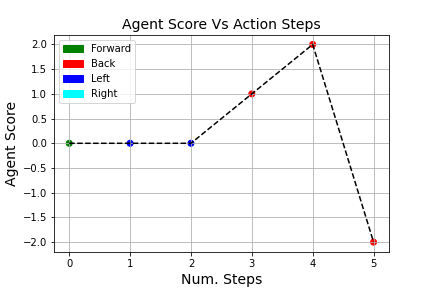 Agent Score Vs Action Steps
Forward
Back
Left
Right
2.0
1.5
1.0
0.5
0.0
−0.5
−1.0
−1.5
−2.0
Agent Score
0 1 2 3 4 5
Num. Steps